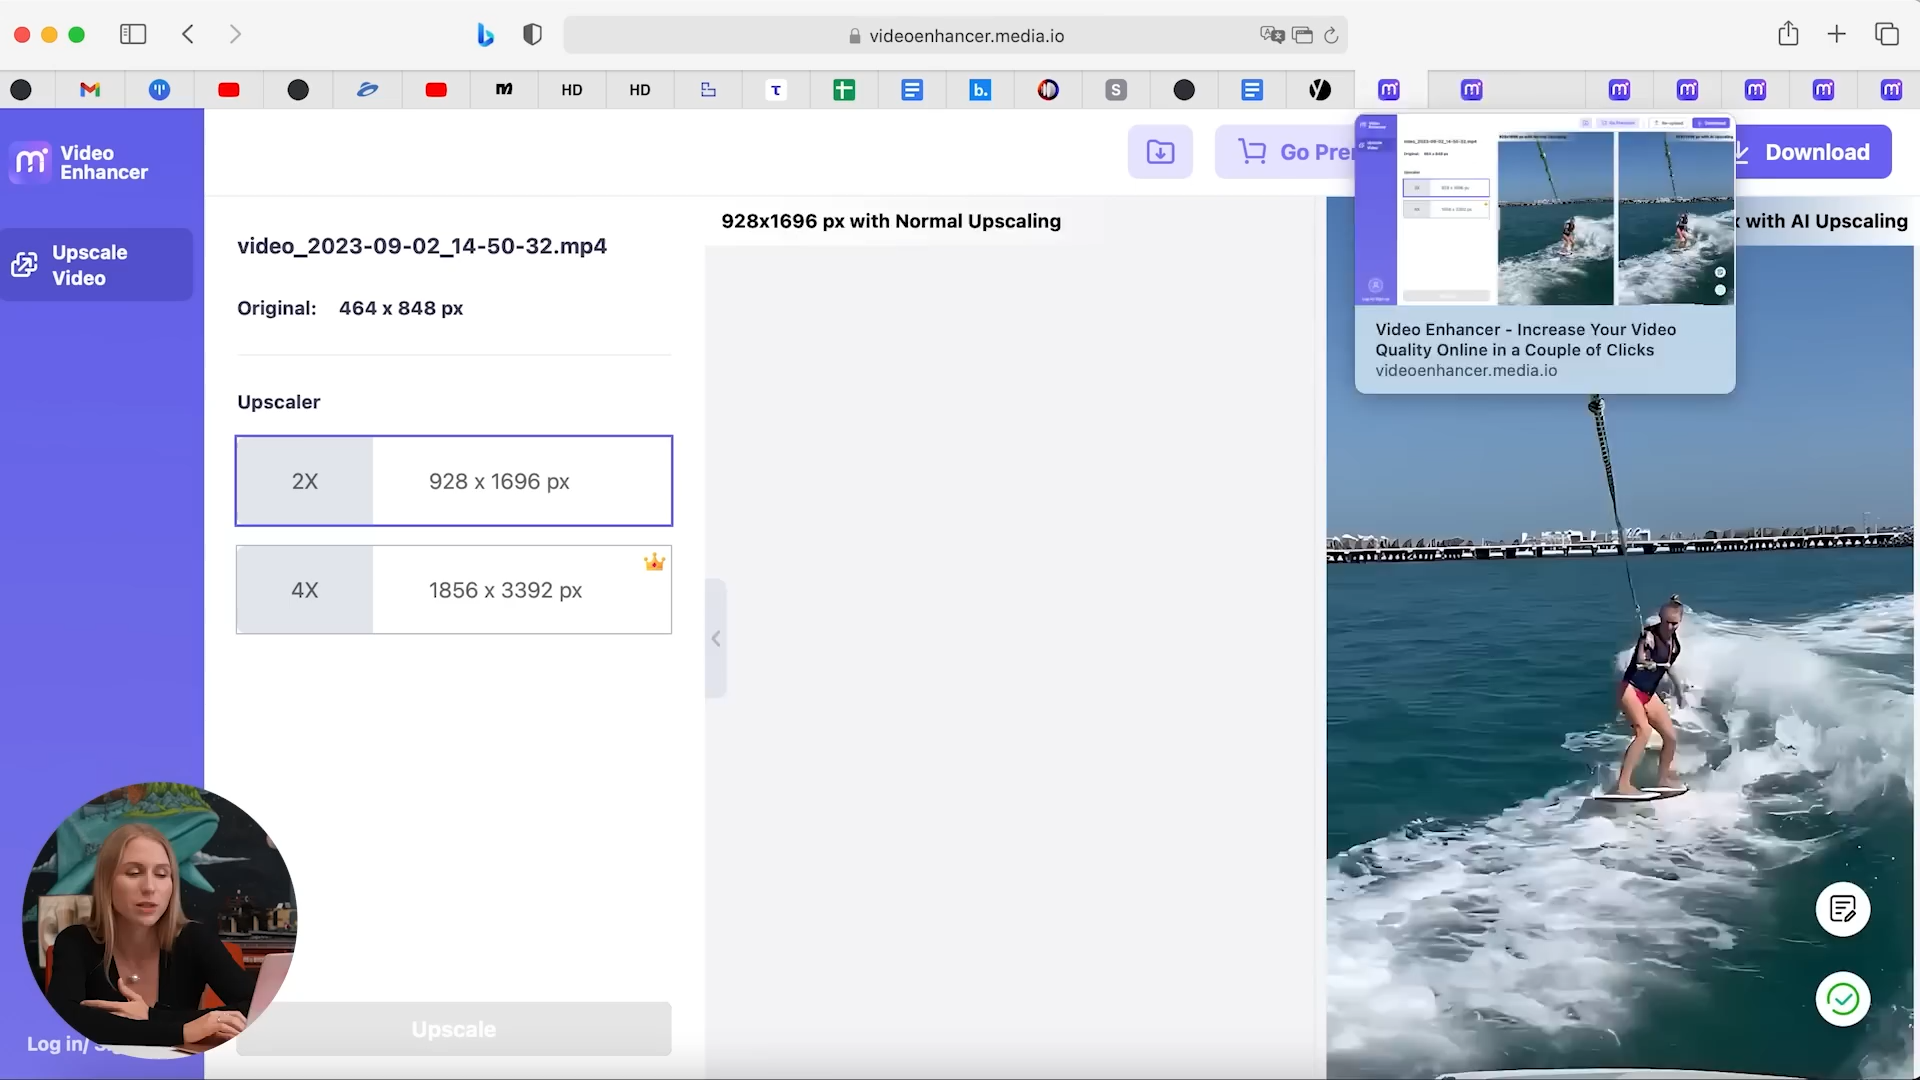 videoenhancer.media.io
HD
HD
b.
S
Video
Enhancer
Go Pre
Download
Upscale
Video
video_2023-09-02_14-50-32.mp4
Original: 464 x 848 px
Upscaler
2X 928 x 1696 px
4X 1856 x 3392 px
Upscale
Log in/
928x1696 px with Normal Upscaling
x with AI Upscaling
Video Enhancer - Increase Your Video
Quality Online in a Couple of Clicks
videoenhancer.media.io